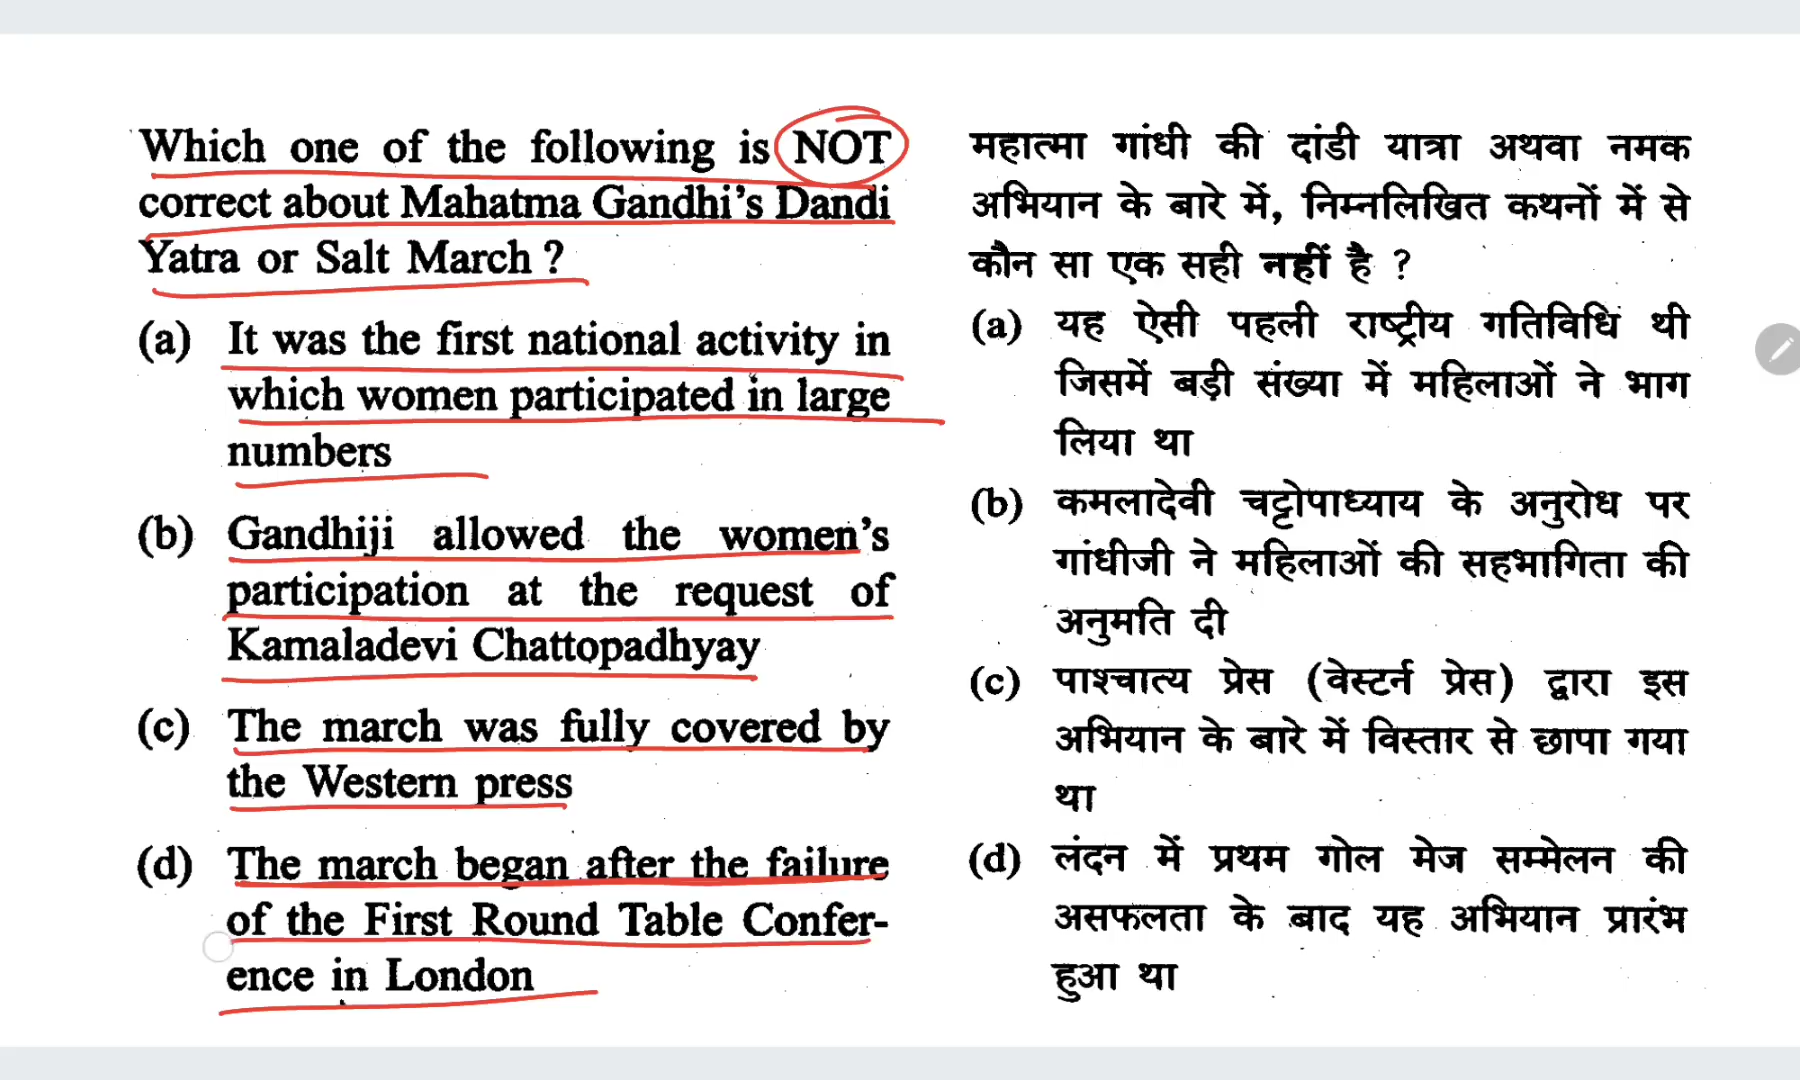 Which one of the following is NOT
correct about Mahatma Gandhi's Dandi
Yatra or Salt March ?
(a) It was the first national activity in
which women participated in large
numbers
(b) Gandhiji allowed the women's
participation at the request of
Kamaladevi Chattopadhyay
(c) The march was fully covered by
the Western press
(d) The march began after the failure
of the First Round Table Confer-
ence in London
महात्मा गांधी की दांडी यात्रा अथवा नमक
अभियान के बारे में, निम्नलिखित कथनों में से
कौन सा एक सही नहीं है ?
(a) यह ऐसी पहली राष्ट्रीय गतिविधि थी
जिसमें बड़ी संख्या में महिलाओं ने भाग
लिया था
(b) कमलादेवी चट्टोपाध्याय के अनुरोध पर
गांधीजी ने महिलाओं की सहभागिता की
अनुमति दी
(c) पाश्चात्य प्रेस (वेस्टर्न प्रेस) द्वारा इस
अभियान के बारे में विस्तार से छापा गया
था
(d) लंदन में प्रथम गोल मेज सम्मेलन की
असफलता के बाद यह अभियान प्रारंभ
हुआ था